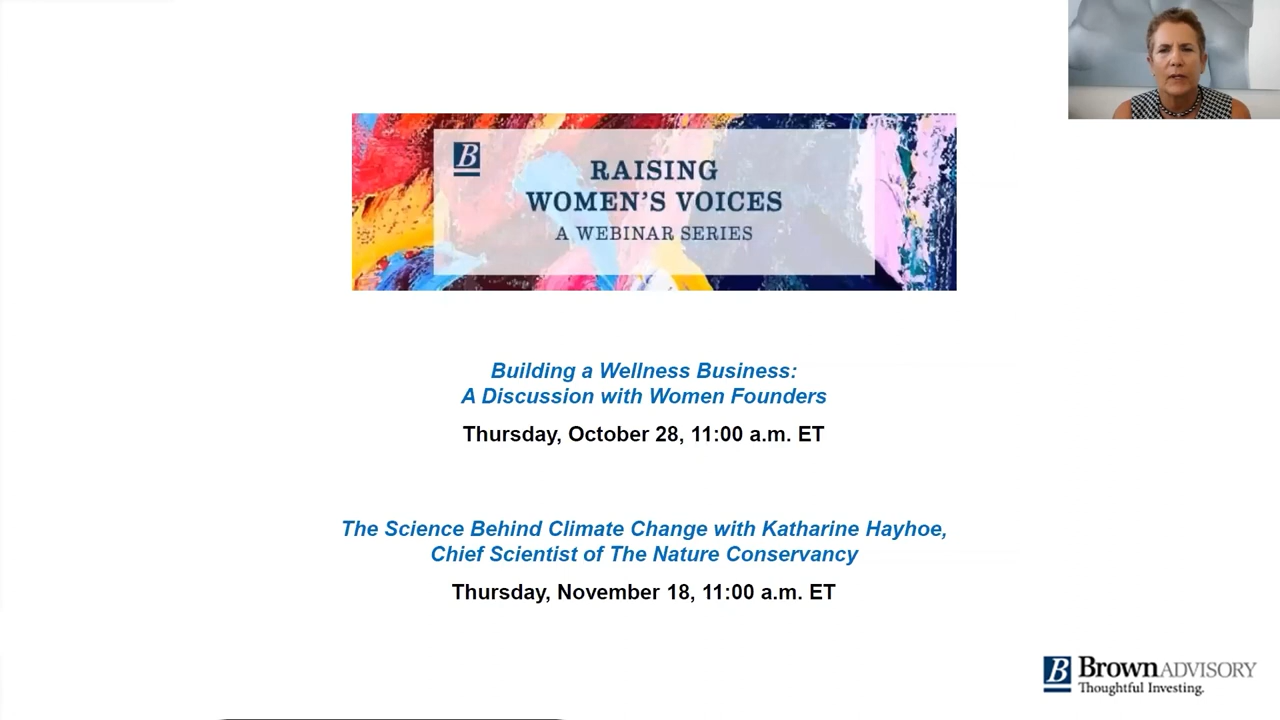 B
RAISING
WOMEN'S VOICES
A WEBINAR SERIES
Building a Wellness Business:
A Discussion with Women Founders
Thursday, October 28, 11:00 a.m. ET
The Science Behind Climate Change with Katharine Hayhoe,
Chief Scientist of The Nature Conservancy
Thursday, November 18, 11:00 a.m. ET
B Brown ADVISORY
Thoughtful Investing.